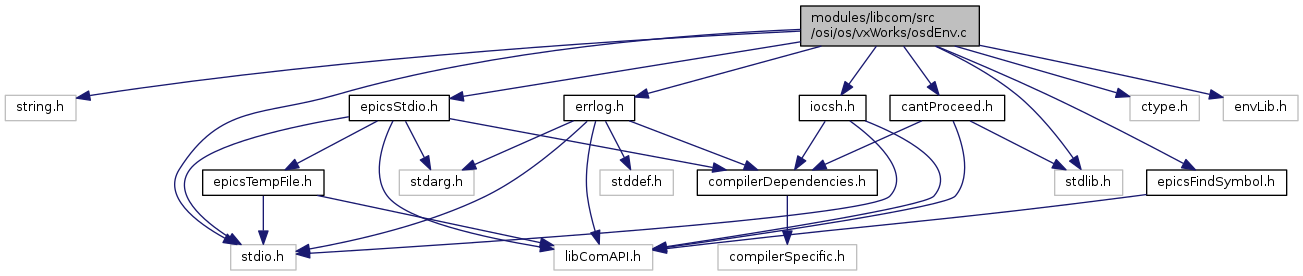 modules/libcom/src
/osi/os/vxWorks/osdEnv.c
string.h
epicsStdio.h
errlog.h
iocsh.h
cantProceed.h
ctype.h
envLib.h
epicsTempFile.h
stdarg.h
stddef.h
compilerDependencies.h
stdlib.h
epicsFindSymbol.h
stdio.h
libComAPI.h
compilerSpecific.h